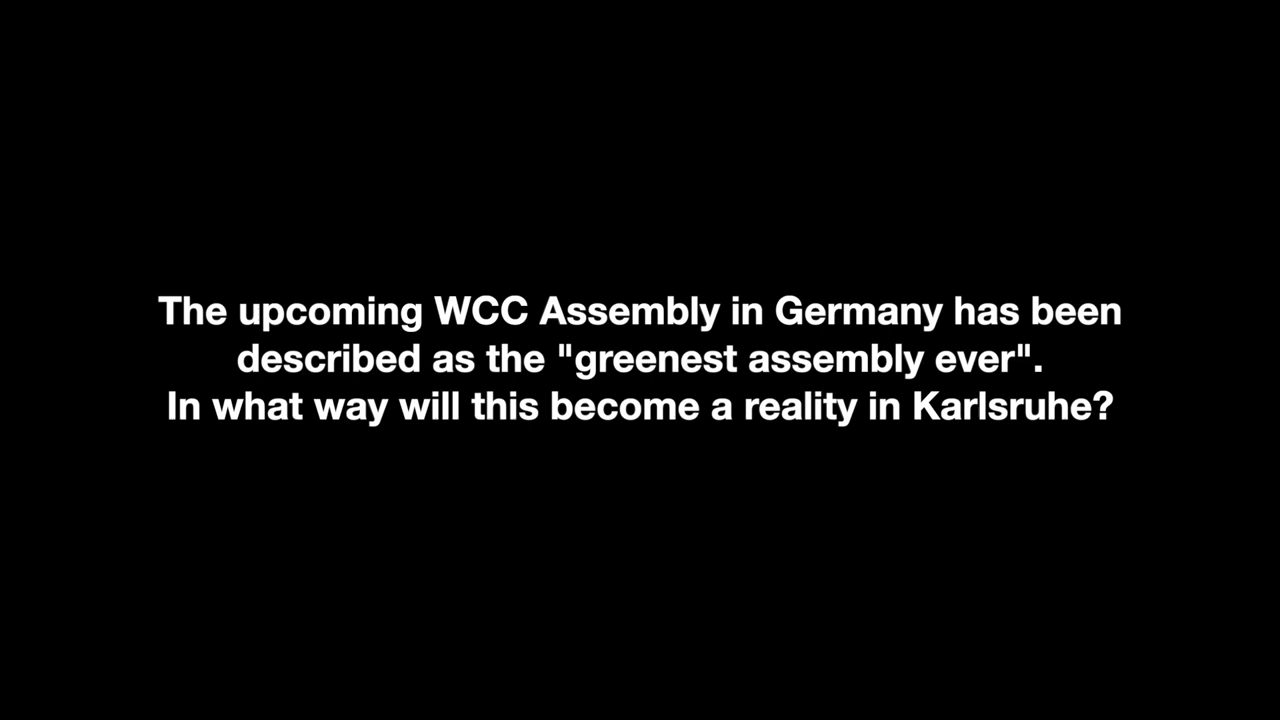 The upcoming WCC Assembly in Germany has been
described as the "greenest assembly ever".
In what way will this become a reality in Karlsruhe?